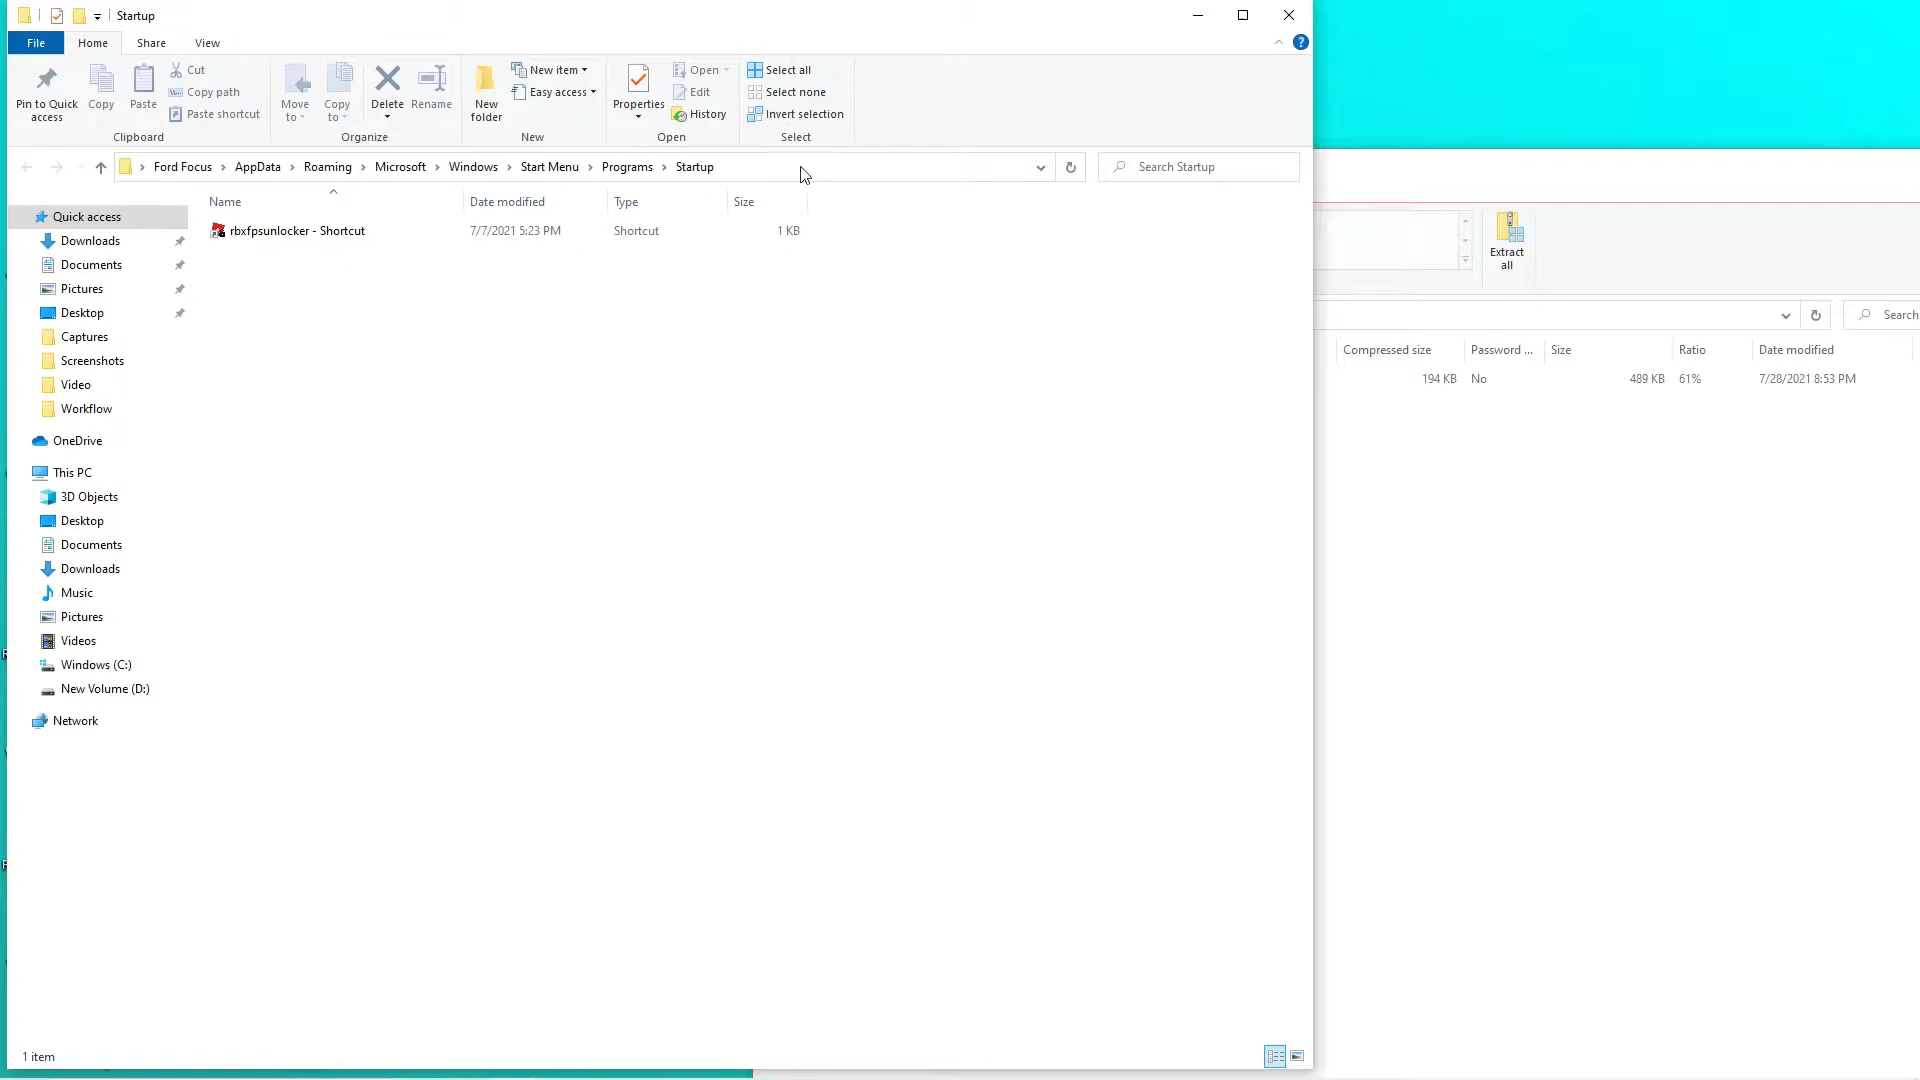 Startup
File Home Share View
Pin to Quick access
Copy
Paste
Cut
Copy path
Paste shortcut
Clipboard
Move to
Copy to
Delete
Rename
Organize
New folder
New item
Easy access
New
Properties
Open
Edit
History
Open
Select all
Select none
Invert selection
Select
Ford Focus > AppData > Roaming > Microsoft > Windows > Start Menu > Programs > Startup
Search Startup
Name Date modified Type Size
rbxfpsunlocker - Shortcut 7/7/2021 5:23 PM Shortcut 1 KB
Quick access
Downloads
Documents
Pictures
Desktop
Captures
Screenshots
Video
Workflow
OneDrive
This PC
3D Objects
Desktop
Documents
Downloads
Music
Pictures
Videos
Windows (C:)
New Volume (D:)
Network
1 item
Extract all
Search
Compressed size Password ... Size Ratio Date modified
194 KB No 489 KB 61% 7/28/2021 8:53 PM